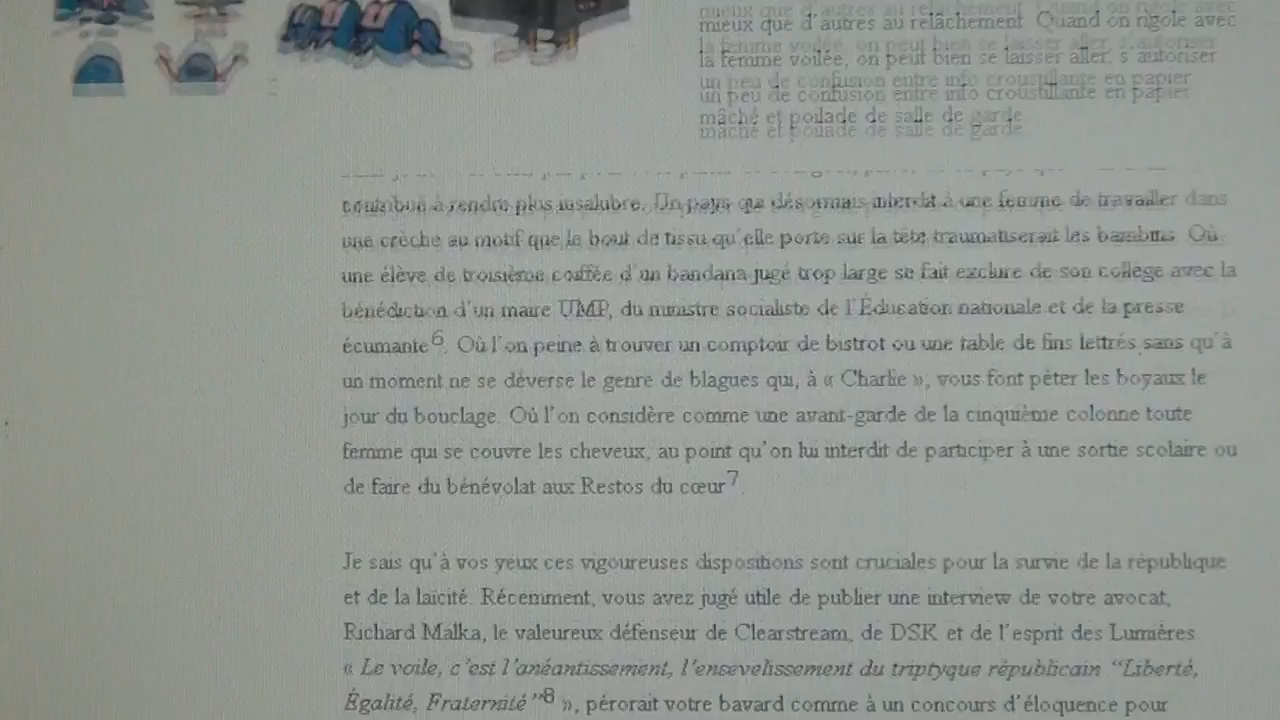 mieux que d'autres au relâchement. Quand on rigole avec
la femme voilée, on peut bien se laisser aller, s'autoriser
un peu de confusion entre info croustillante en papier
mâché et poilade de salle de garde
contribué à rendre plus insalubre. Un pays qui désormais interdit à une femme de travailler dans
une crèche au motif que le bout de tissu qu'elle porte sur la tête traumatiserait les bambins. Où
une élève de troisième coiffée d'un bandana jugé trop large se fait exclure de son collège avec la
bénédiction d'un maire UMP, du ministre socialiste de l'Éducation nationale et de la presse
écumante6. Où l'on peine à trouver un comptoir de bistrot ou une table de fins lettrés sans qu'à
un moment ne se déverse le genre de blagues qui, à « Charlie », vous font péter les boyaux le
jour du bouclage. Où l'on considère comme une avant-garde de la cinquième colonne toute
femme qui se couvre les cheveux, au point qu'on lui interdit de participer à une sortie scolaire ou
de faire du bénévolat aux Restos du cœur7.
Je sais qu'à vos yeux ces vigoureuses dispositions sont cruciales pour la survie de la république
et de la laïcité. Récemment, vous avez jugé utile de publier une interview de votre avocat,
Richard Malka, le valeureux défenseur de Clearstream, de DSK et de l'esprit des Lumières.
« Le voile, c'est l'anéantissement, l'ensevelissement du triptyque républicain "Liberté,
Égalité, Fraternité"8 », pérorait votre bavard comme à un concours d'éloquence pour